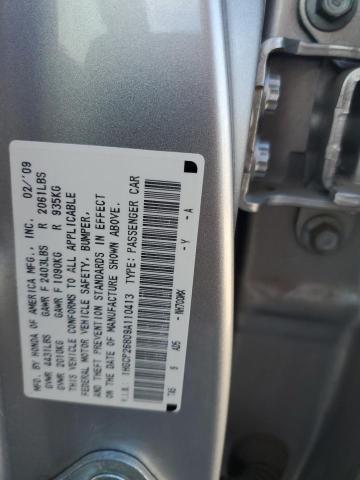 MFD. BY HONDA OF AMERICA MFG., INC. 02/'09
GVWR 4431LBS GAWR F 2403LBS R 2061LBS
GVWR 2010KG GAWR F 1090KG R 935KG
THIS VEHICLE CONFORMS TO ALL APPLICABLE
FEDERAL MOTOR VEHICLE SAFETY, BUMPER,
AND THEFT PREVENTION STANDARDS IN EFFECT
ON THE DATE OF MANUFACTURE SHOWN ABOVE.
V.I.N. 1HGCP26809A110413 TYPE: PASSENGER CAR
AD5 NH700MX - Y - A